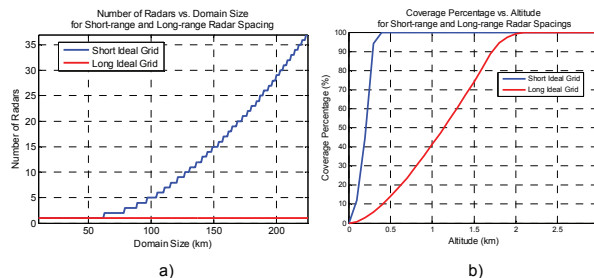 Number of Radars vs. Domain Size
for Short-range and Long-range Radar Spacing
Number of Radars
35
30
25
20
15
10
5
0
50
100
150
200
Short Ideal Grid
Long Ideal Grid
Domain Size (km)
a)
Coverage Percentage vs. Altitude
for Short-range and Long-range Radar Spacings
Coverage Percentage (%)
100
90
80
70
60
50
40
30
20
10
0
0
0.5
1
1.5
2
2.5
Short Ideal Grid
Long Ideal Grid
Altitude (km)
b)